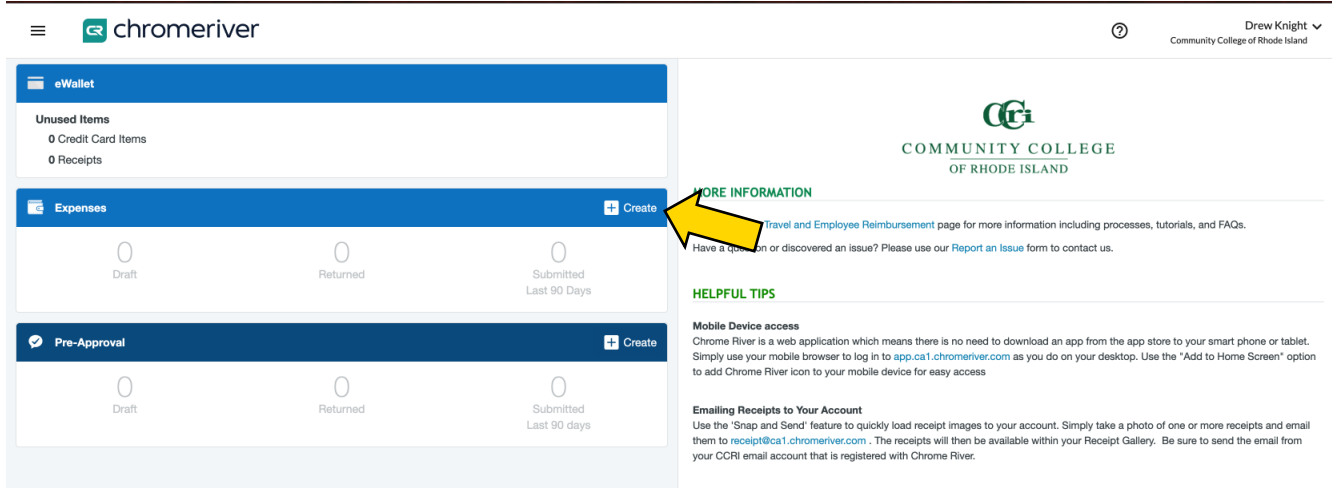 chromeriver
Drew Knight
Community College of Rhode Island
eWallet
Unused Items
0 Credit Card Items
0 Receipts
Expenses
Create
0
0
0
Draft
Returned
Submitted
Last 90 Days
Pre-Approval
Create
0
0
0
Draft
Returned
Submitted
Last 90 days
CCri
COMMUNITY COLLEGE
OF RHODE ISLAND
MORE INFORMATION
Travel and Employee Reimbursement page for more information including processes, tutorials, and FAQs.
Have a question or discovered an issue? Please use our Report an Issue form to contact us.
HELPFUL TIPS
Mobile Device access
Chrome River is a web application which means there is no need to download an app from the app store to your smart phone or tablet.
Simply use your mobile browser to log in to app.ca1.chromeriver.com as you do on your desktop. Use the "Add to Home Screen" option
to add Chrome River icon to your mobile device for easy access
Emailing Receipts to Your Account
Use the 'Snap and Send' feature to quickly load receipt images to your account. Simply take a photo of one or more receipts and email
them to receipt@ca1.chromeriver.com . The receipts will then be available within your Receipt Gallery. Be sure to send the email from
your CCRI email account that is registered with Chrome River.